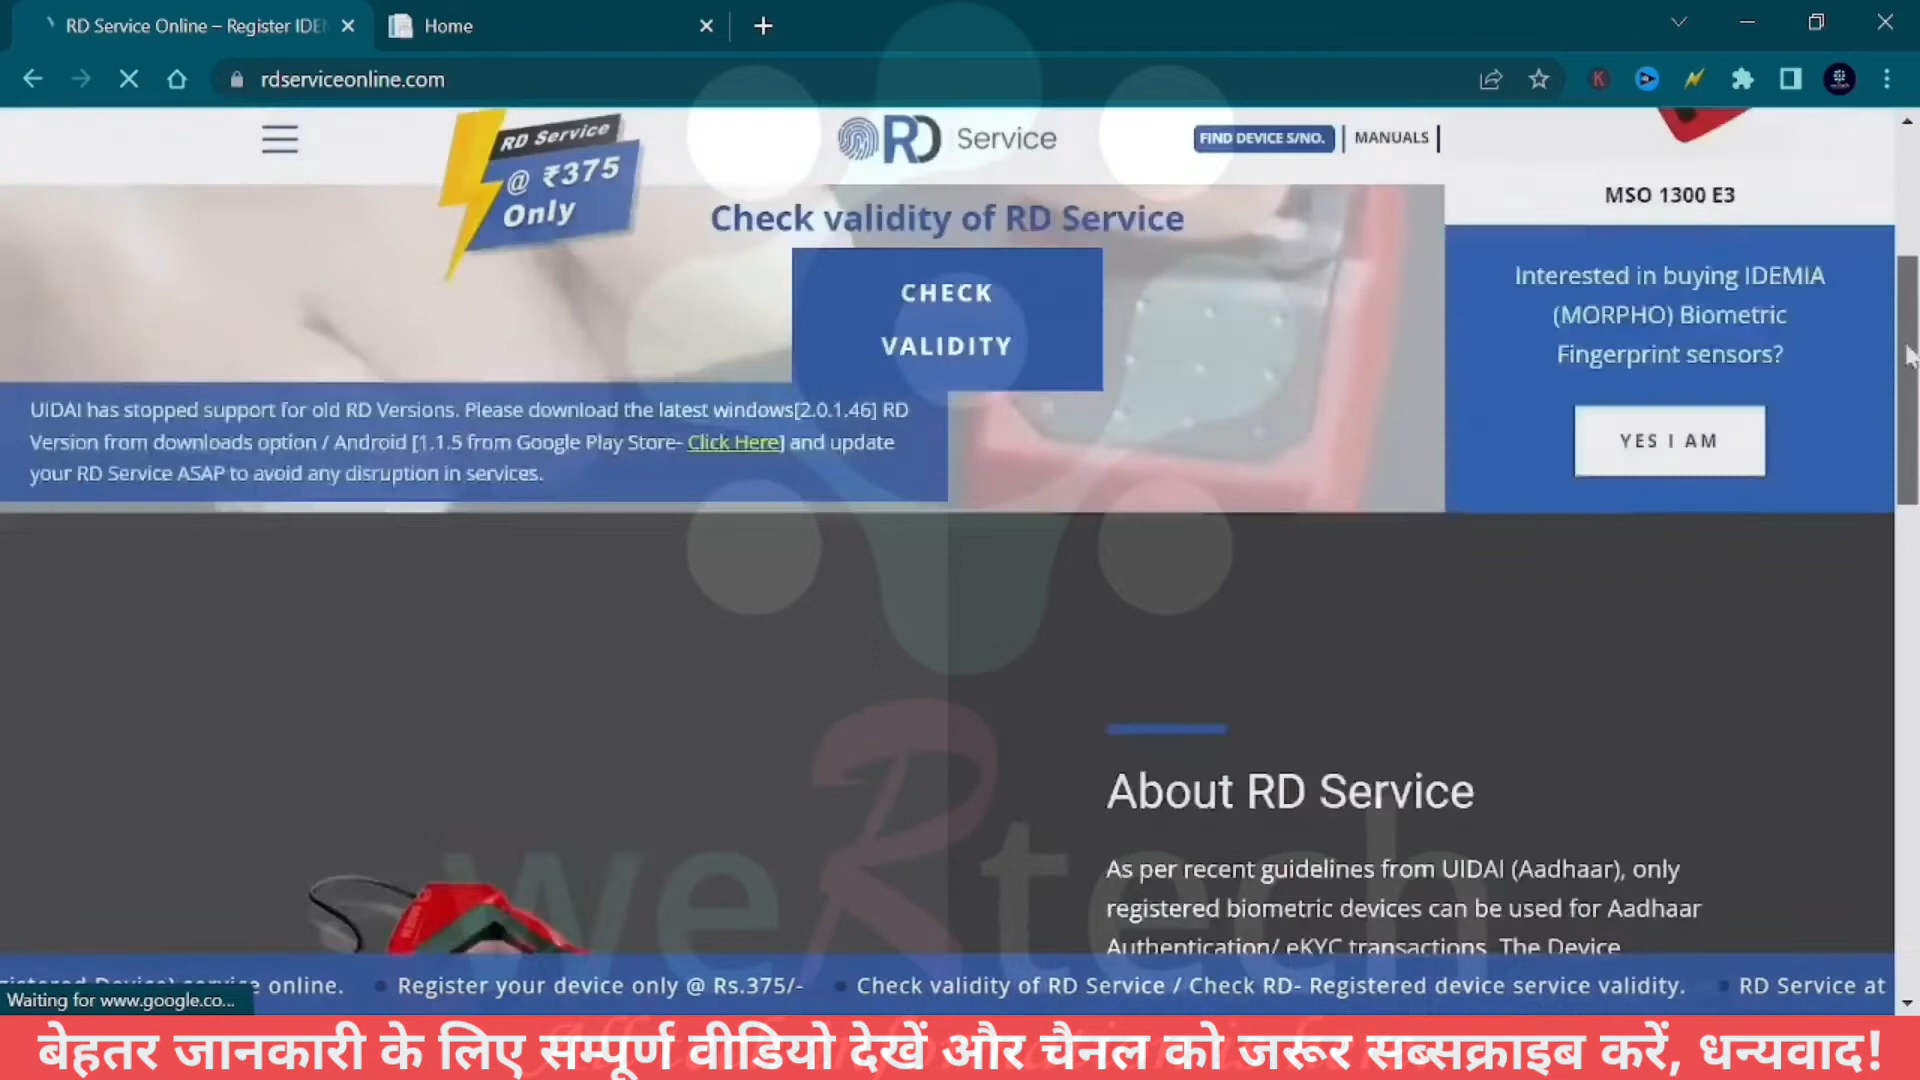 RD Service Online – Register IDE
Home
rdserviceonline.com
RD Service
@ ₹375
Only
RD Service
FIND DEVICE S/NO.
MANUALS
MSO 1300 E3
Check validity of RD Service
CHECK
VALIDITY
Interested in buying IDEMIA
(MORPHO) Biometric
Fingerprint sensors?
YES I AM
UIDAI has stopped support for old RD Versions. Please download the latest windows[2.0.1.46] RD
Version from downloads option / Android [1.1.5 from Google Play Store- Click Here] and update
your RD Service ASAP to avoid any disruption in services.
About RD Service
weRtech
As per recent guidelines from UIDAI (Aadhaar), only
registered biometric devices can be used for Aadhaar
Authentication/ eKYC transactions. The Device
service online. • Register your device only @ Rs.375/- • Check validity of RD Service / Check RD- Registered device service validity. • RD Service at
Waiting for www.google.co...
बेहतर जानकारी के लिए सम्पूर्ण वीडियो देखें और चैनल को जरूर सब्सक्राइब करें, धन्यवाद!